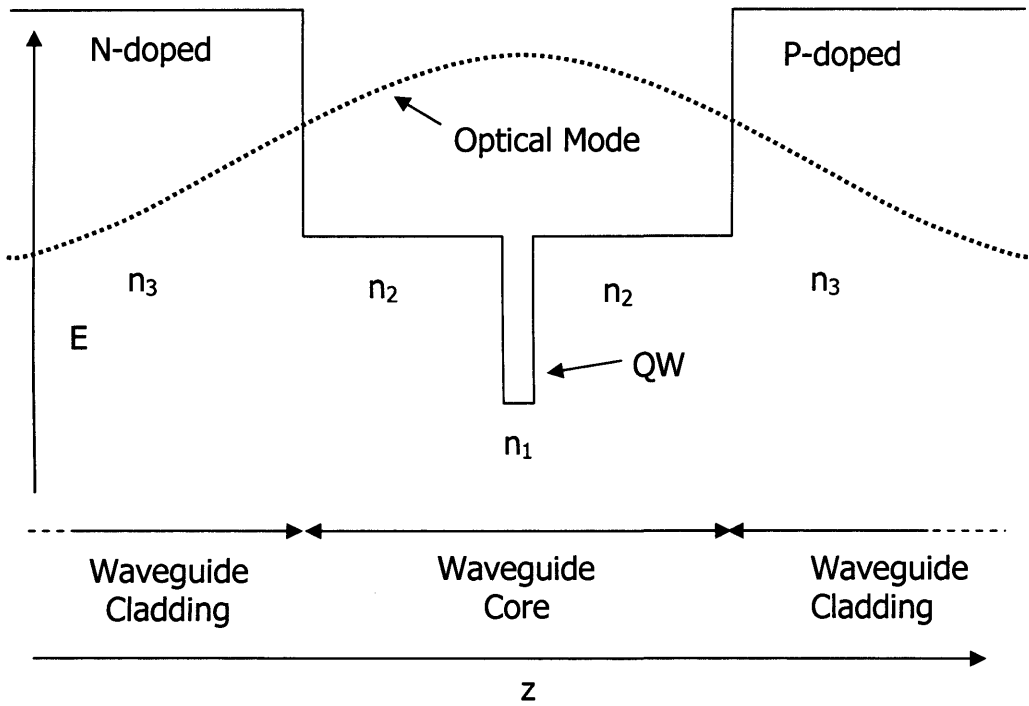 N-doped
P-doped
Optical Mode
n₃
n₂
n₂
n₃
E
QW
n₁
Waveguide
Cladding
Waveguide
Core
Waveguide
Cladding
z